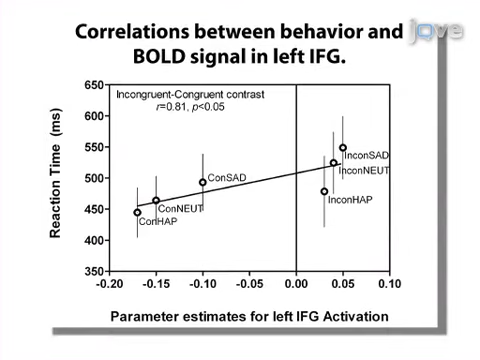 Correlations between behavior and
BOLD signal in left IFG.
jove
Incongruent-Congruent contrast
r=0.81, p<0.05
Reaction Time (ms)
650
600
550
500
450
400
350
ConSAD
ConNEUT
ConHAP
InconSAD
InconNEUT
InconHAP
-0.20 -0.15 -0.10 -0.05 0.00 0.05 0.10
Parameter estimates for left IFG Activation